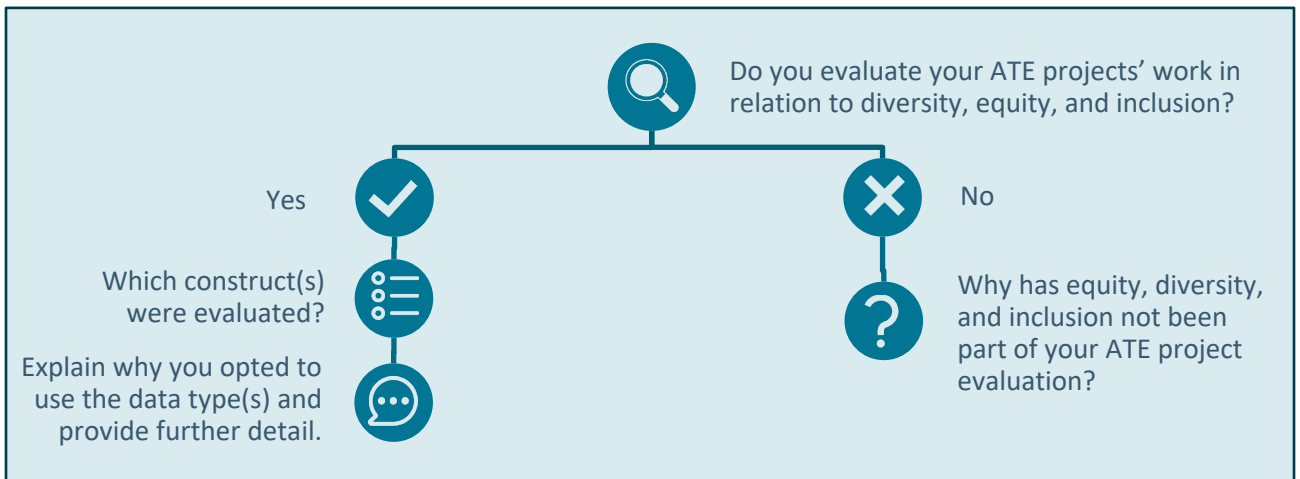 Do you evaluate your ATE projects’ work in
relation to diversity, equity, and inclusion?
Yes
No
Which construct(s)
were evaluated?
Why has equity, diversity,
and inclusion not been
part of your ATE project
evaluation?
Explain why you opted to
use the data type(s) and
provide further detail.